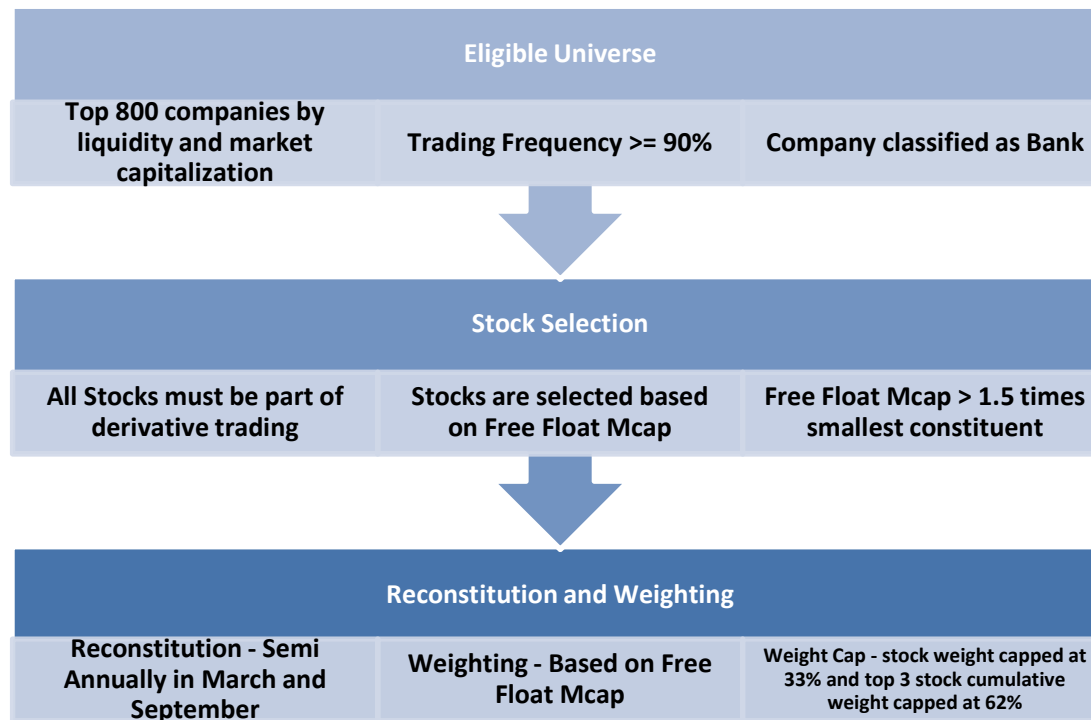 Eligible Universe
Top 800 companies by
liquidity and market
capitalization
Trading Frequency >= 90%
Company classified as Bank
Stock Selection
All Stocks must be part of
derivative trading
Stocks are selected based
on Free Float Mcap
Free Float Mcap > 1.5 times
smallest constituent
Reconstitution and Weighting
Reconstitution - Semi
Annually in March and
September
Weighting - Based on Free
Float Mcap
Weight Cap - stock weight capped at
33% and top 3 stock cumulative
weight capped at 62%